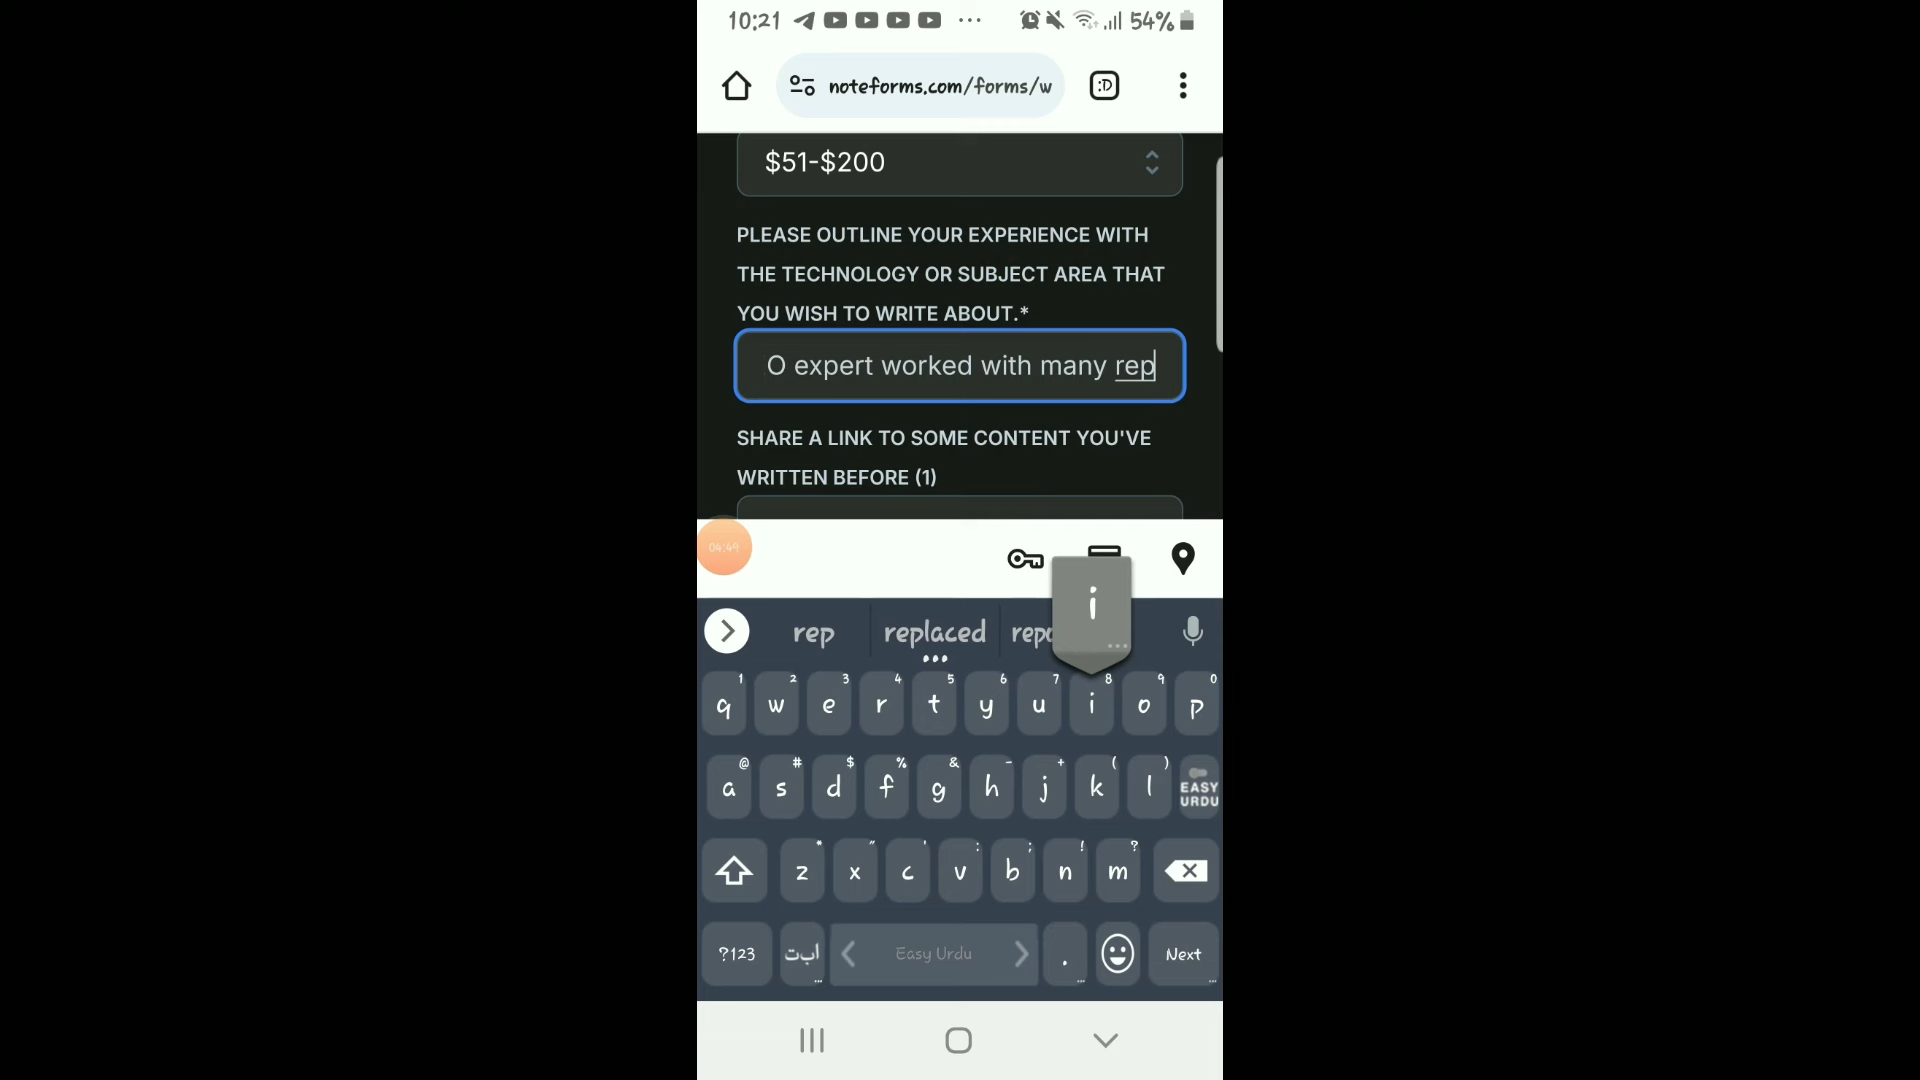 10:21
54%
noteforms.com/forms/w
:D
$51-$200
PLEASE OUTLINE YOUR EXPERIENCE WITH
THE TECHNOLOGY OR SUBJECT AREA THAT
YOU WISH TO WRITE ABOUT.*
O expert worked with many rep
SHARE A LINK TO SOME CONTENT YOU'VE
WRITTEN BEFORE (1)
04:49
i
rep replaced
1 2 3 4 5 6 7 8 9 0
q w e r t y u i o p
@ # $ % & - + ( )
a s d f g h j k l EASY URDU
* " ' : ; ! ?
z x c v b n m
?123 ابت Easy Urdu . Next